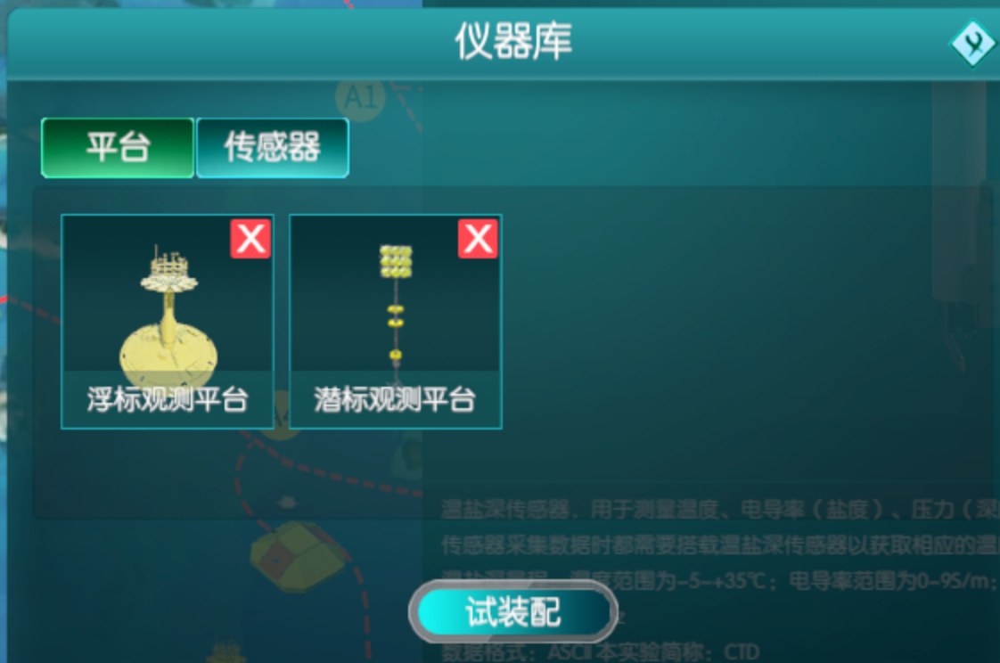 仪器库
A1
平台
传感器
X
X
浮标观测平台
潜标观测平台
温盐深传感器，用于测量温度、电导率（盐度）、压力（深
传感器采集数据时都需要搭载温盐深传感器以获取相应的温
温盐深量程：温度范围为-5-+35℃；电导率范围为0-9S/m；
试装配
数据格式：ASCII 本实验简称：CTD